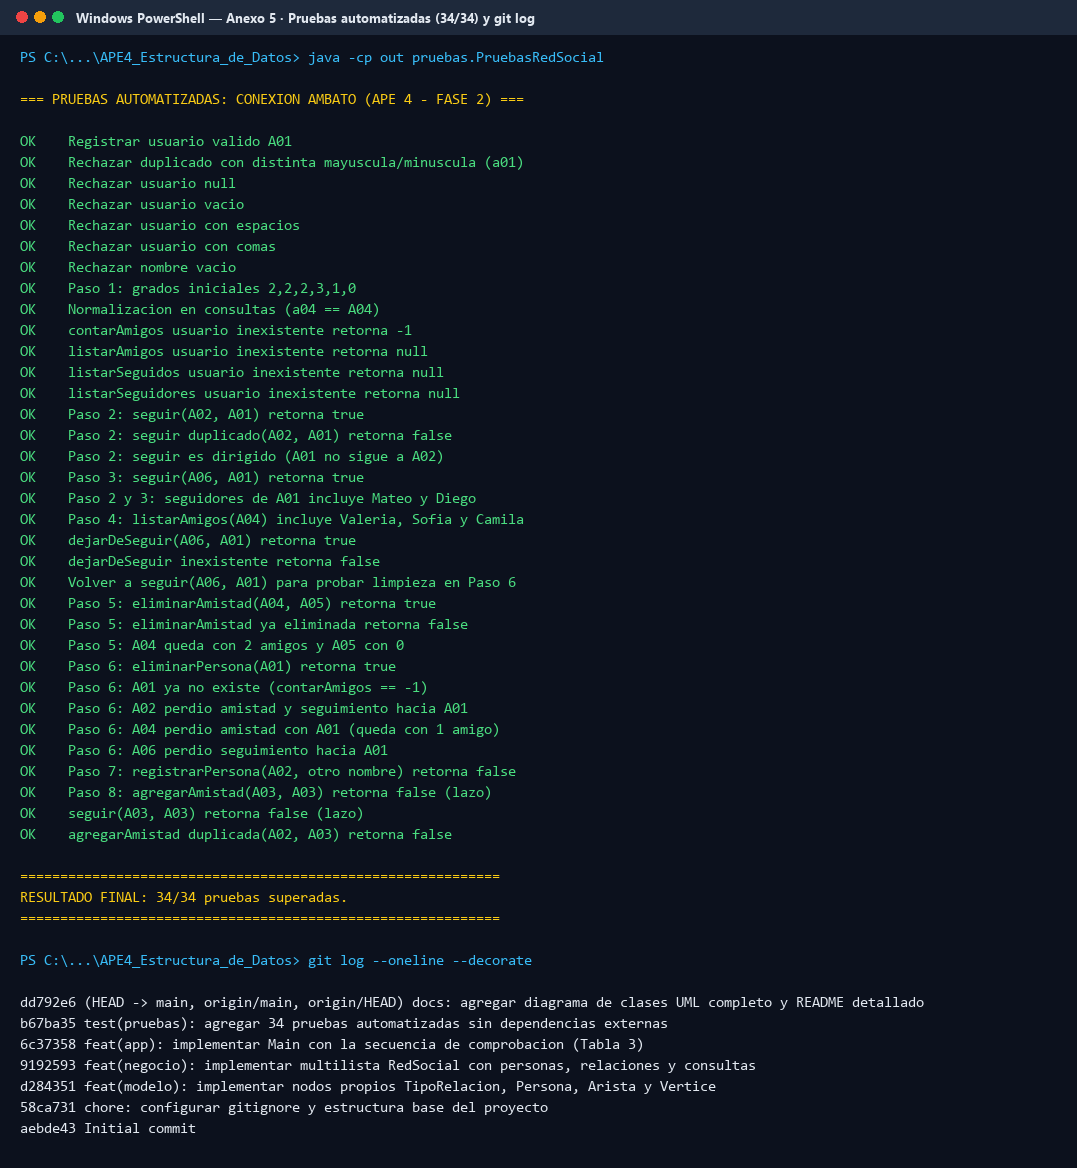 Windows PowerShell — Anexo 5 · Pruebas automatizadas (34/34) y git log
PS C:\...\APE4_Estructura_de_Datos> java -cp out pruebas.PruebasRedSocial
=== PRUEBAS AUTOMATIZADAS: CONEXION AMBATO (APE 4 - FASE 2) ===
OK    Registrar usuario valido A01
OK    Rechazar duplicado con distinta mayuscula/minuscula (a01)
OK    Rechazar usuario null
OK    Rechazar usuario vacio
OK    Rechazar usuario con espacios
OK    Rechazar usuario con comas
OK    Rechazar nombre vacio
OK    Paso 1: grados iniciales 2,2,2,3,1,0
OK    Normalizacion en consultas (a04 == A04)
OK    contarAmigos usuario inexistente retorna -1
OK    listarAmigos usuario inexistente retorna null
OK    listarSeguidos usuario inexistente retorna null
OK    listarSeguidores usuario inexistente retorna null
OK    Paso 2: seguir(A02, A01) retorna true
OK    Paso 2: seguir duplicado(A02, A01) retorna false
OK    Paso 2: seguir es dirigido (A01 no sigue a A02)
OK    Paso 3: seguir(A06, A01) retorna true
OK    Paso 2 y 3: seguidores de A01 incluye Mateo y Diego
OK    Paso 4: listarAmigos(A04) incluye Valeria, Sofia y Camila
OK    dejarDeSeguir(A06, A01) retorna true
OK    dejarDeSeguir inexistente retorna false
OK    Volver a seguir(A06, A01) para probar limpieza en Paso 6
OK    Paso 5: eliminarAmistad(A04, A05) retorna true
OK    Paso 5: eliminarAmistad ya eliminada retorna false
OK    Paso 5: A04 queda con 2 amigos y A05 con 0
OK    Paso 6: eliminarPersona(A01) retorna true
OK    Paso 6: A01 ya no existe (contarAmigos == -1)
OK    Paso 6: A02 perdio amistad y seguimiento hacia A01
OK    Paso 6: A04 perdio amistad con A01 (queda con 1 amigo)
OK    Paso 6: A06 perdio seguimiento hacia A01
OK    Paso 7: registrarPersona(A02, otro nombre) retorna false
OK    Paso 8: agregarAmistad(A03, A03) retorna false (lazo)
OK    seguir(A03, A03) retorna false (lazo)
OK    agregarAmistad duplicada(A02, A03) retorna false
============================================================
RESULTADO FINAL: 34/34 pruebas superadas.
============================================================
PS C:\...\APE4_Estructura_de_Datos> git log --oneline --decorate
dd792e6 (HEAD -> main, origin/main, origin/HEAD) docs: agregar diagrama de clases UML completo y README detallado
b67ba35 test(pruebas): agregar 34 pruebas automatizadas sin dependencias externas
6c37358 feat(app): implementar Main con la secuencia de comprobacion (Tabla 3)
9192593 feat(negocio): implementar multilista RedSocial con personas, relaciones y consultas
d284351 feat(modelo): implementar nodos propios TipoRelacion, Persona, Arista y Vertice
58ca731 chore: configurar gitignore y estructura base del proyecto
aebde43 Initial commit